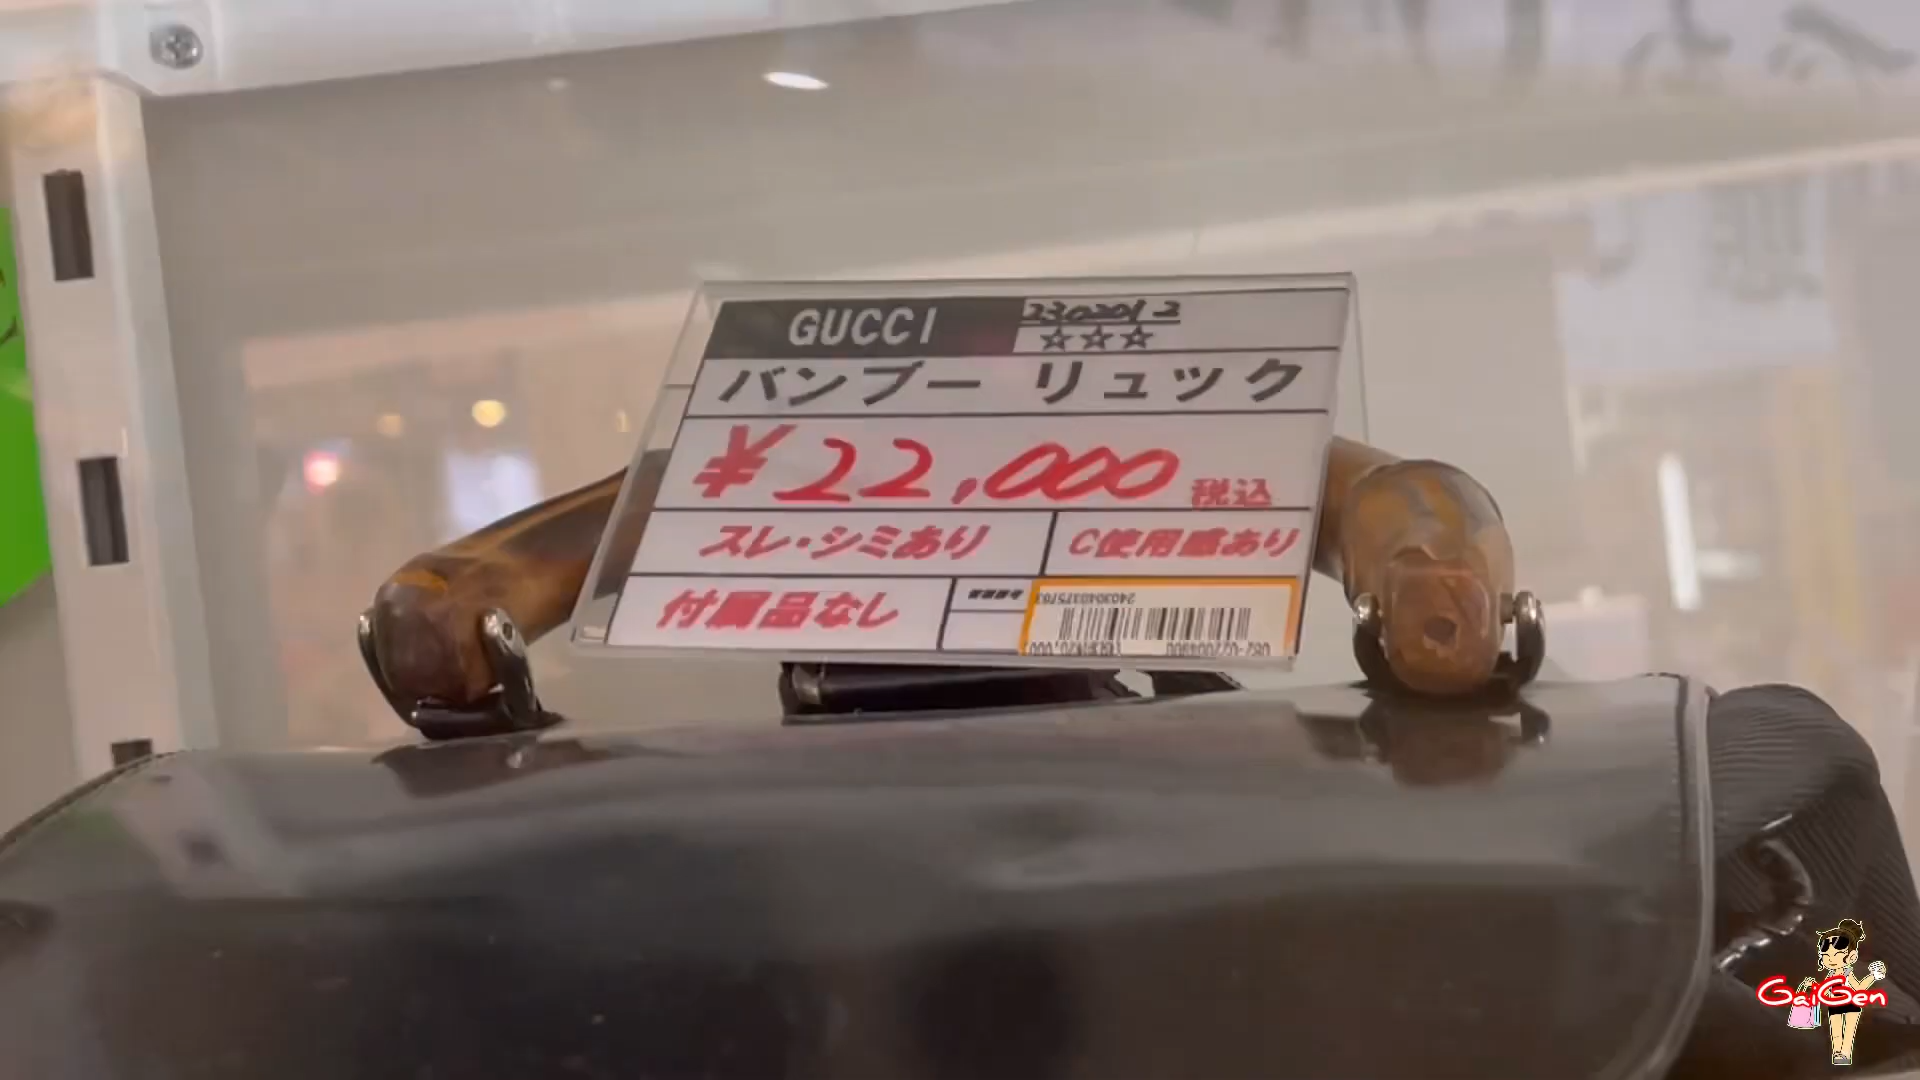 GUCCI
2302012
☆☆☆
バンブー リュック
¥22,000 税込
スレ・シミあり
C使用感あり
付属品なし
GaiGen